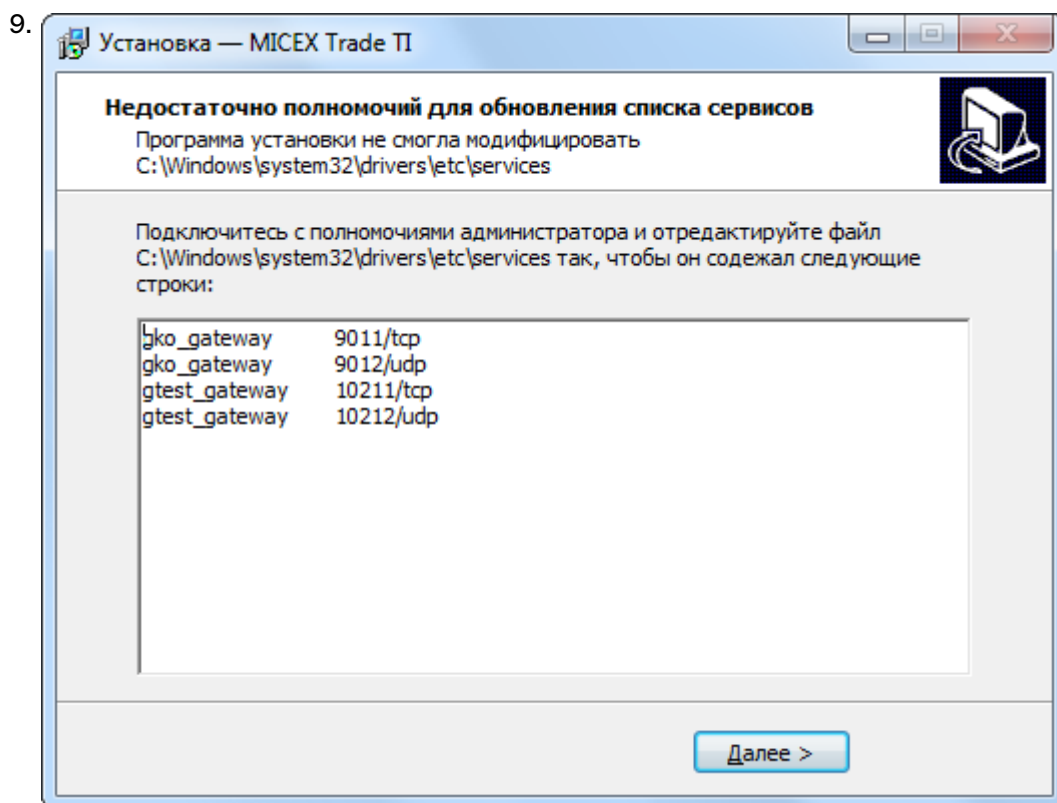 9.
Установка — MICEX Trade TI
Недостаточно полномочий для обновления списка сервисов
Программа установки не смогла модифицировать
C:\Windows\system32\drivers\etc\services
Подключитесь с полномочиями администратора и отредактируйте файл
C:\Windows\system32\drivers\etc\services так, чтобы он содежал следующие
строки:
gko_gateway 9011/tcp
gko_gateway 9012/udp
gtest_gateway 10211/tcp
gtest_gateway 10212/udp
Далее >